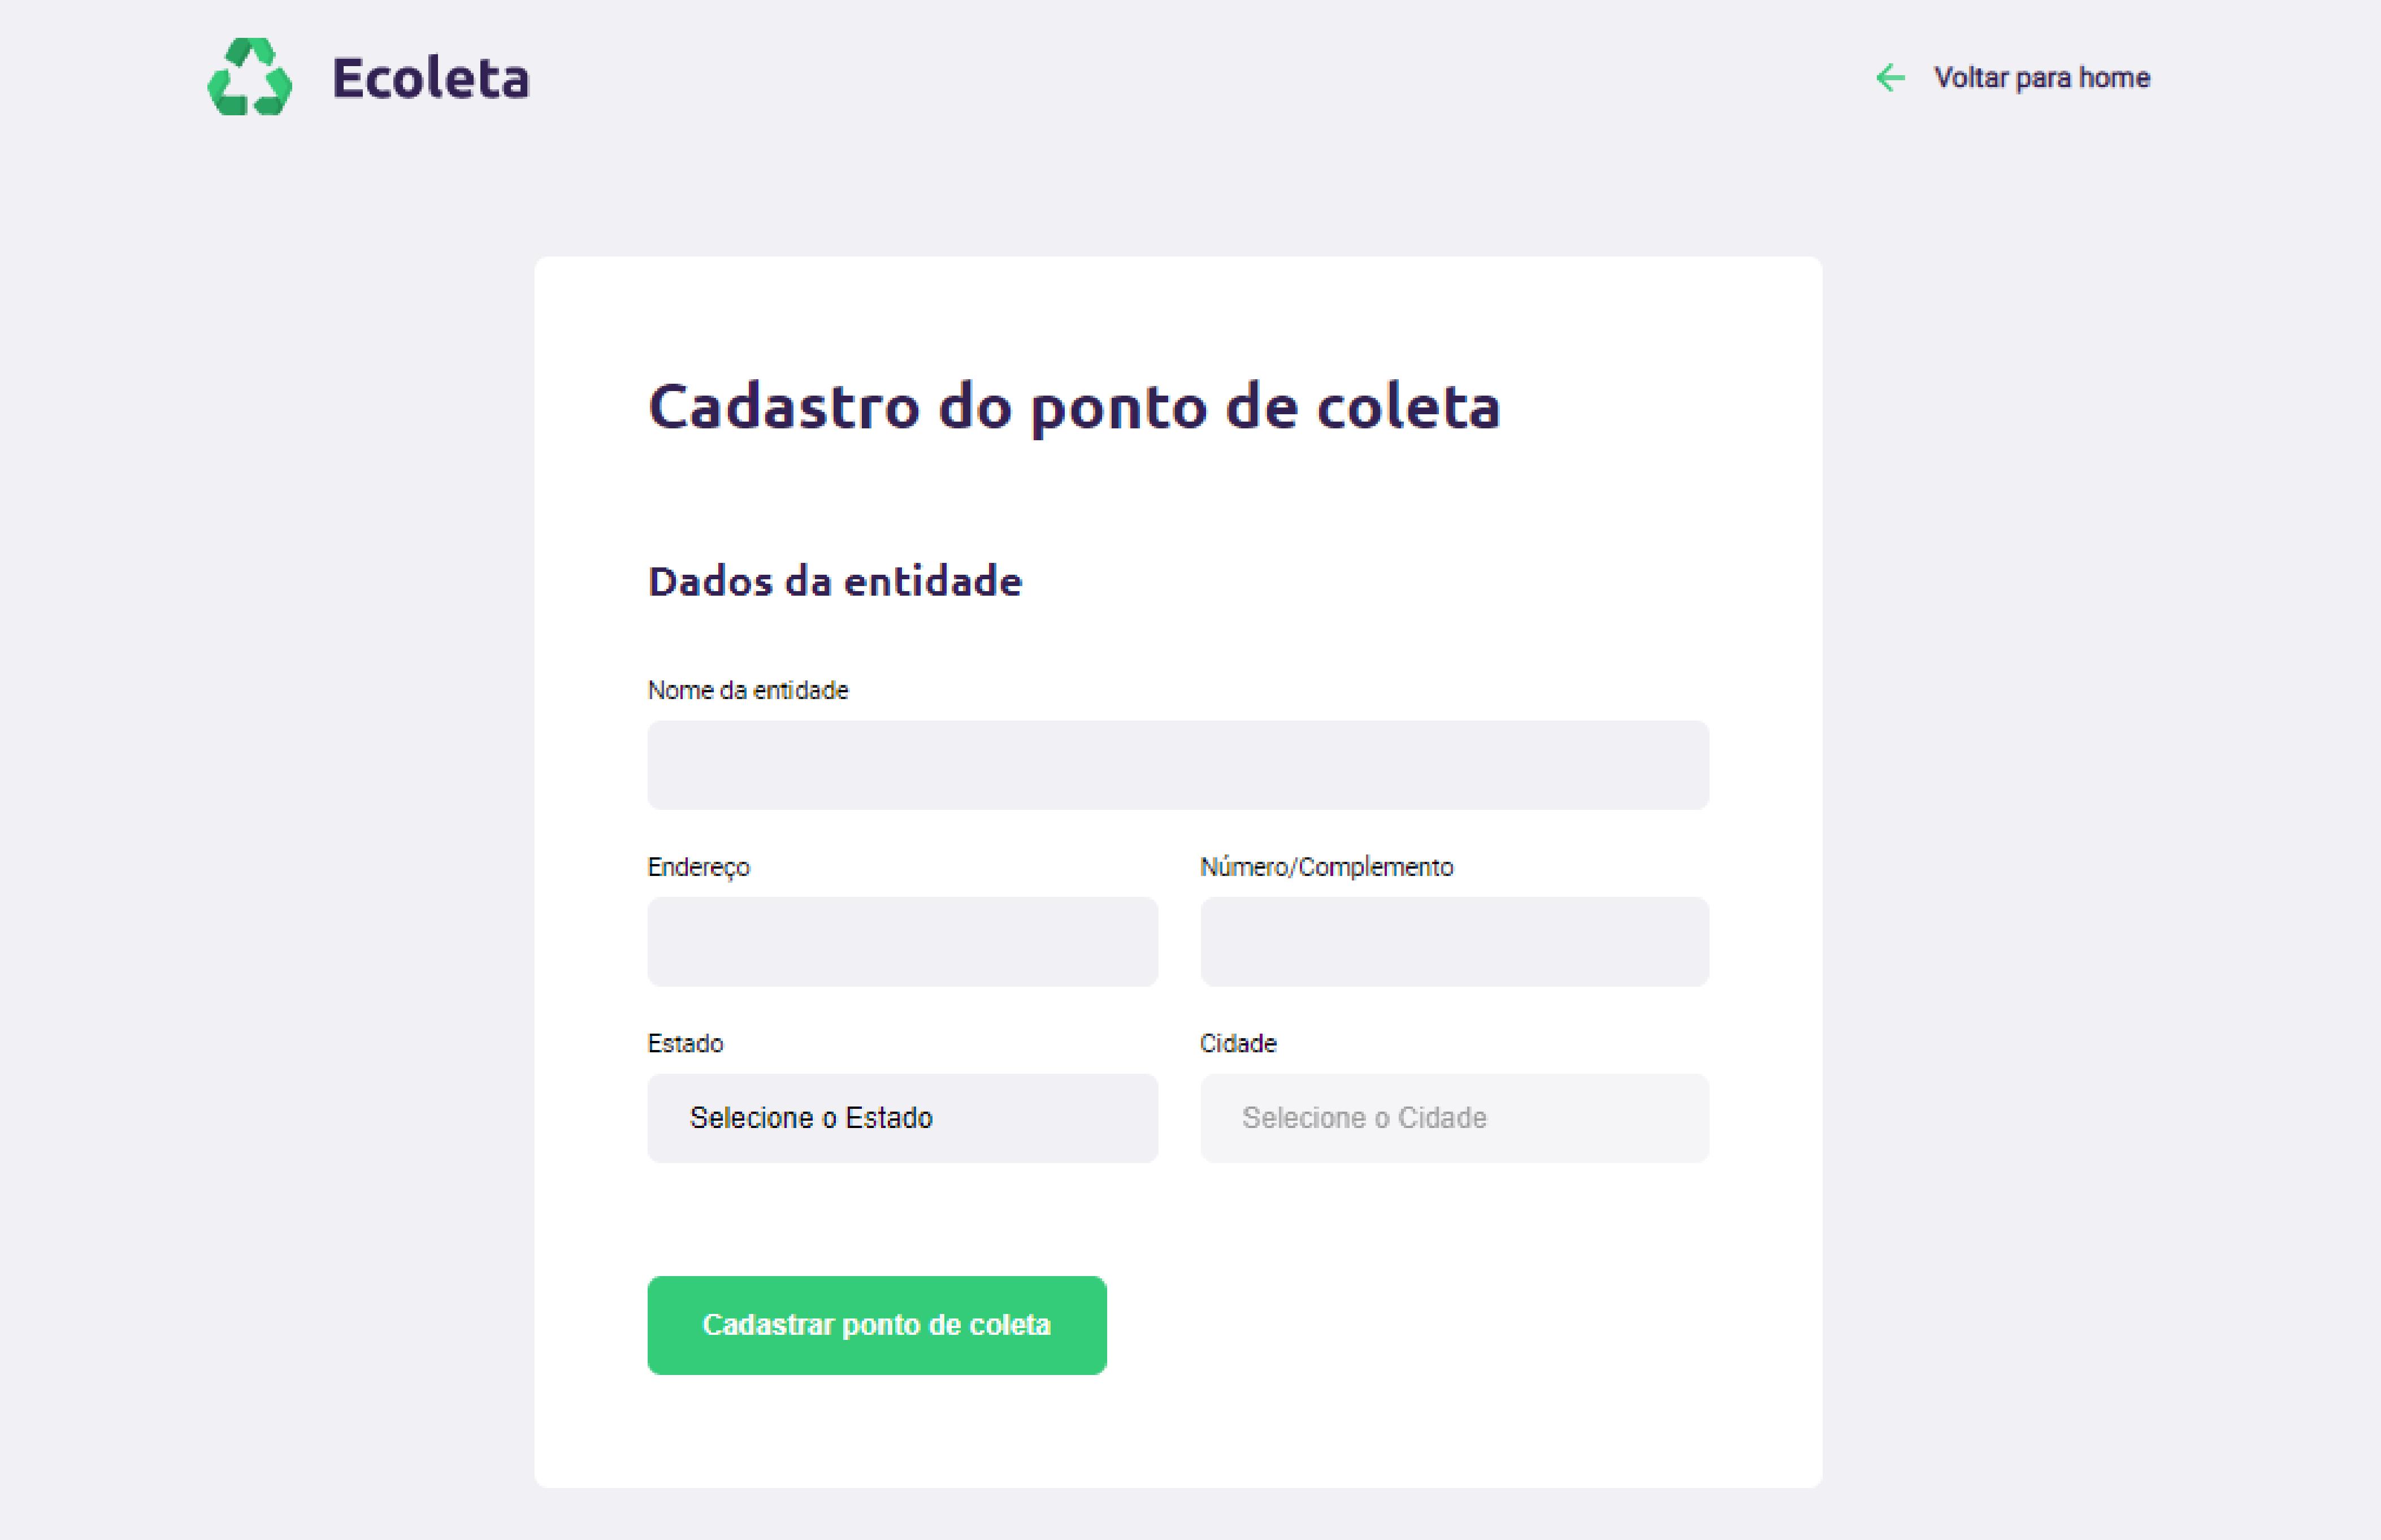 Ecoleta
Voltar para home
Cadastro do ponto de coleta
Dados da entidade
Nome da entidade
Endereço
Número/Complemento
Estado
Cidade
Selecione o Estado
Selecione o Cidade
Cadastrar ponto de coleta